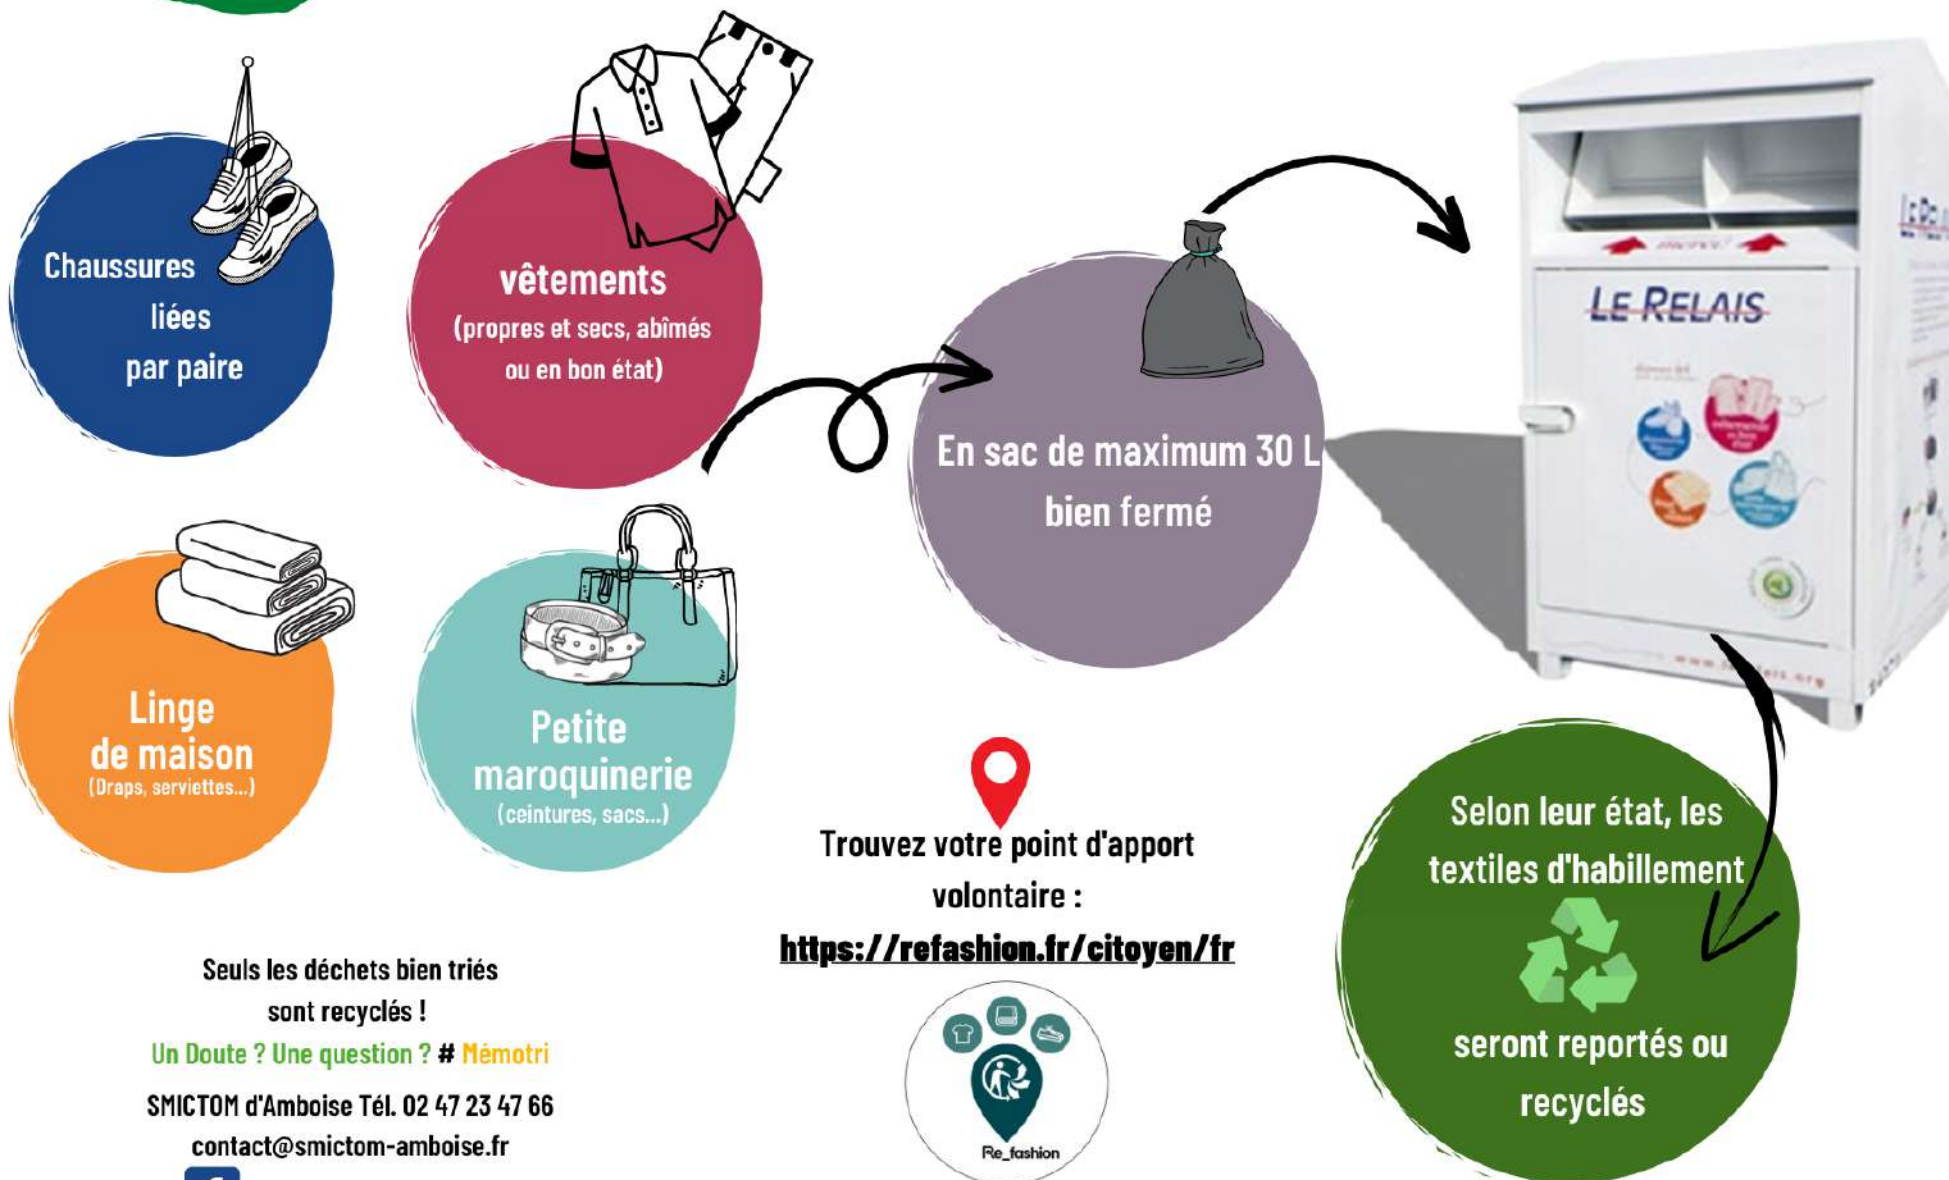 Chaussures
liées
par paire
vêtements
(propres et secs, abîmés
ou en bon état)
En sac de maximum 30 L
bien fermé
LE RELAIS
Linge
de maison
(Draps, serviettes...)
Petite
maroquinerie
(ceintures, sacs...)
Trouvez votre point d'apport
volontaire :
https://refashion.fr/citoyen/fr
Re_fashion
Selon leur état, les
textiles d'habillement
seront reportés ou
recyclés
Seuls les déchets bien triés
sont recyclés !
Un Doute ? Une question ? # Mémotri
SMICTOM d'Amboise Tél. 02 47 23 47 66
contact@smictom-amboise.fr